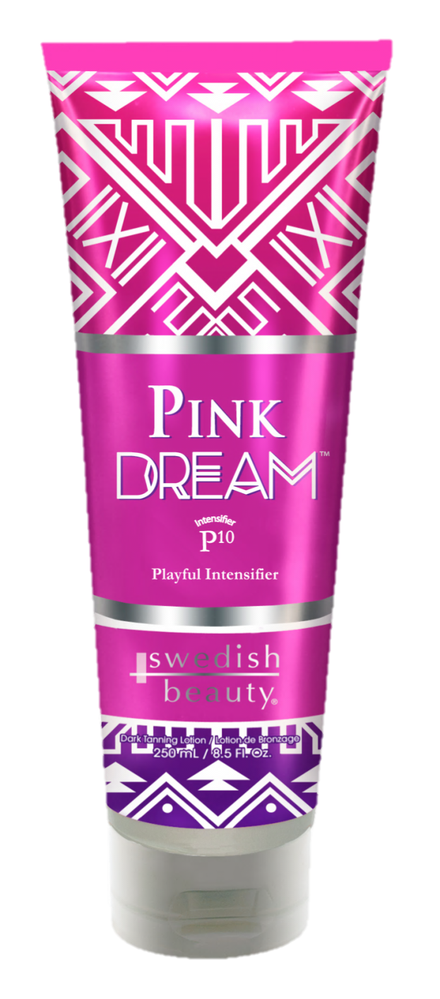 PINK
DREAM™
Intensifier
P10
Playful Intensifier
swedish
beauty®
Dark Tanning Lotion / Lotion de Bronzage
250 mL / 8.5 Fl. Oz.